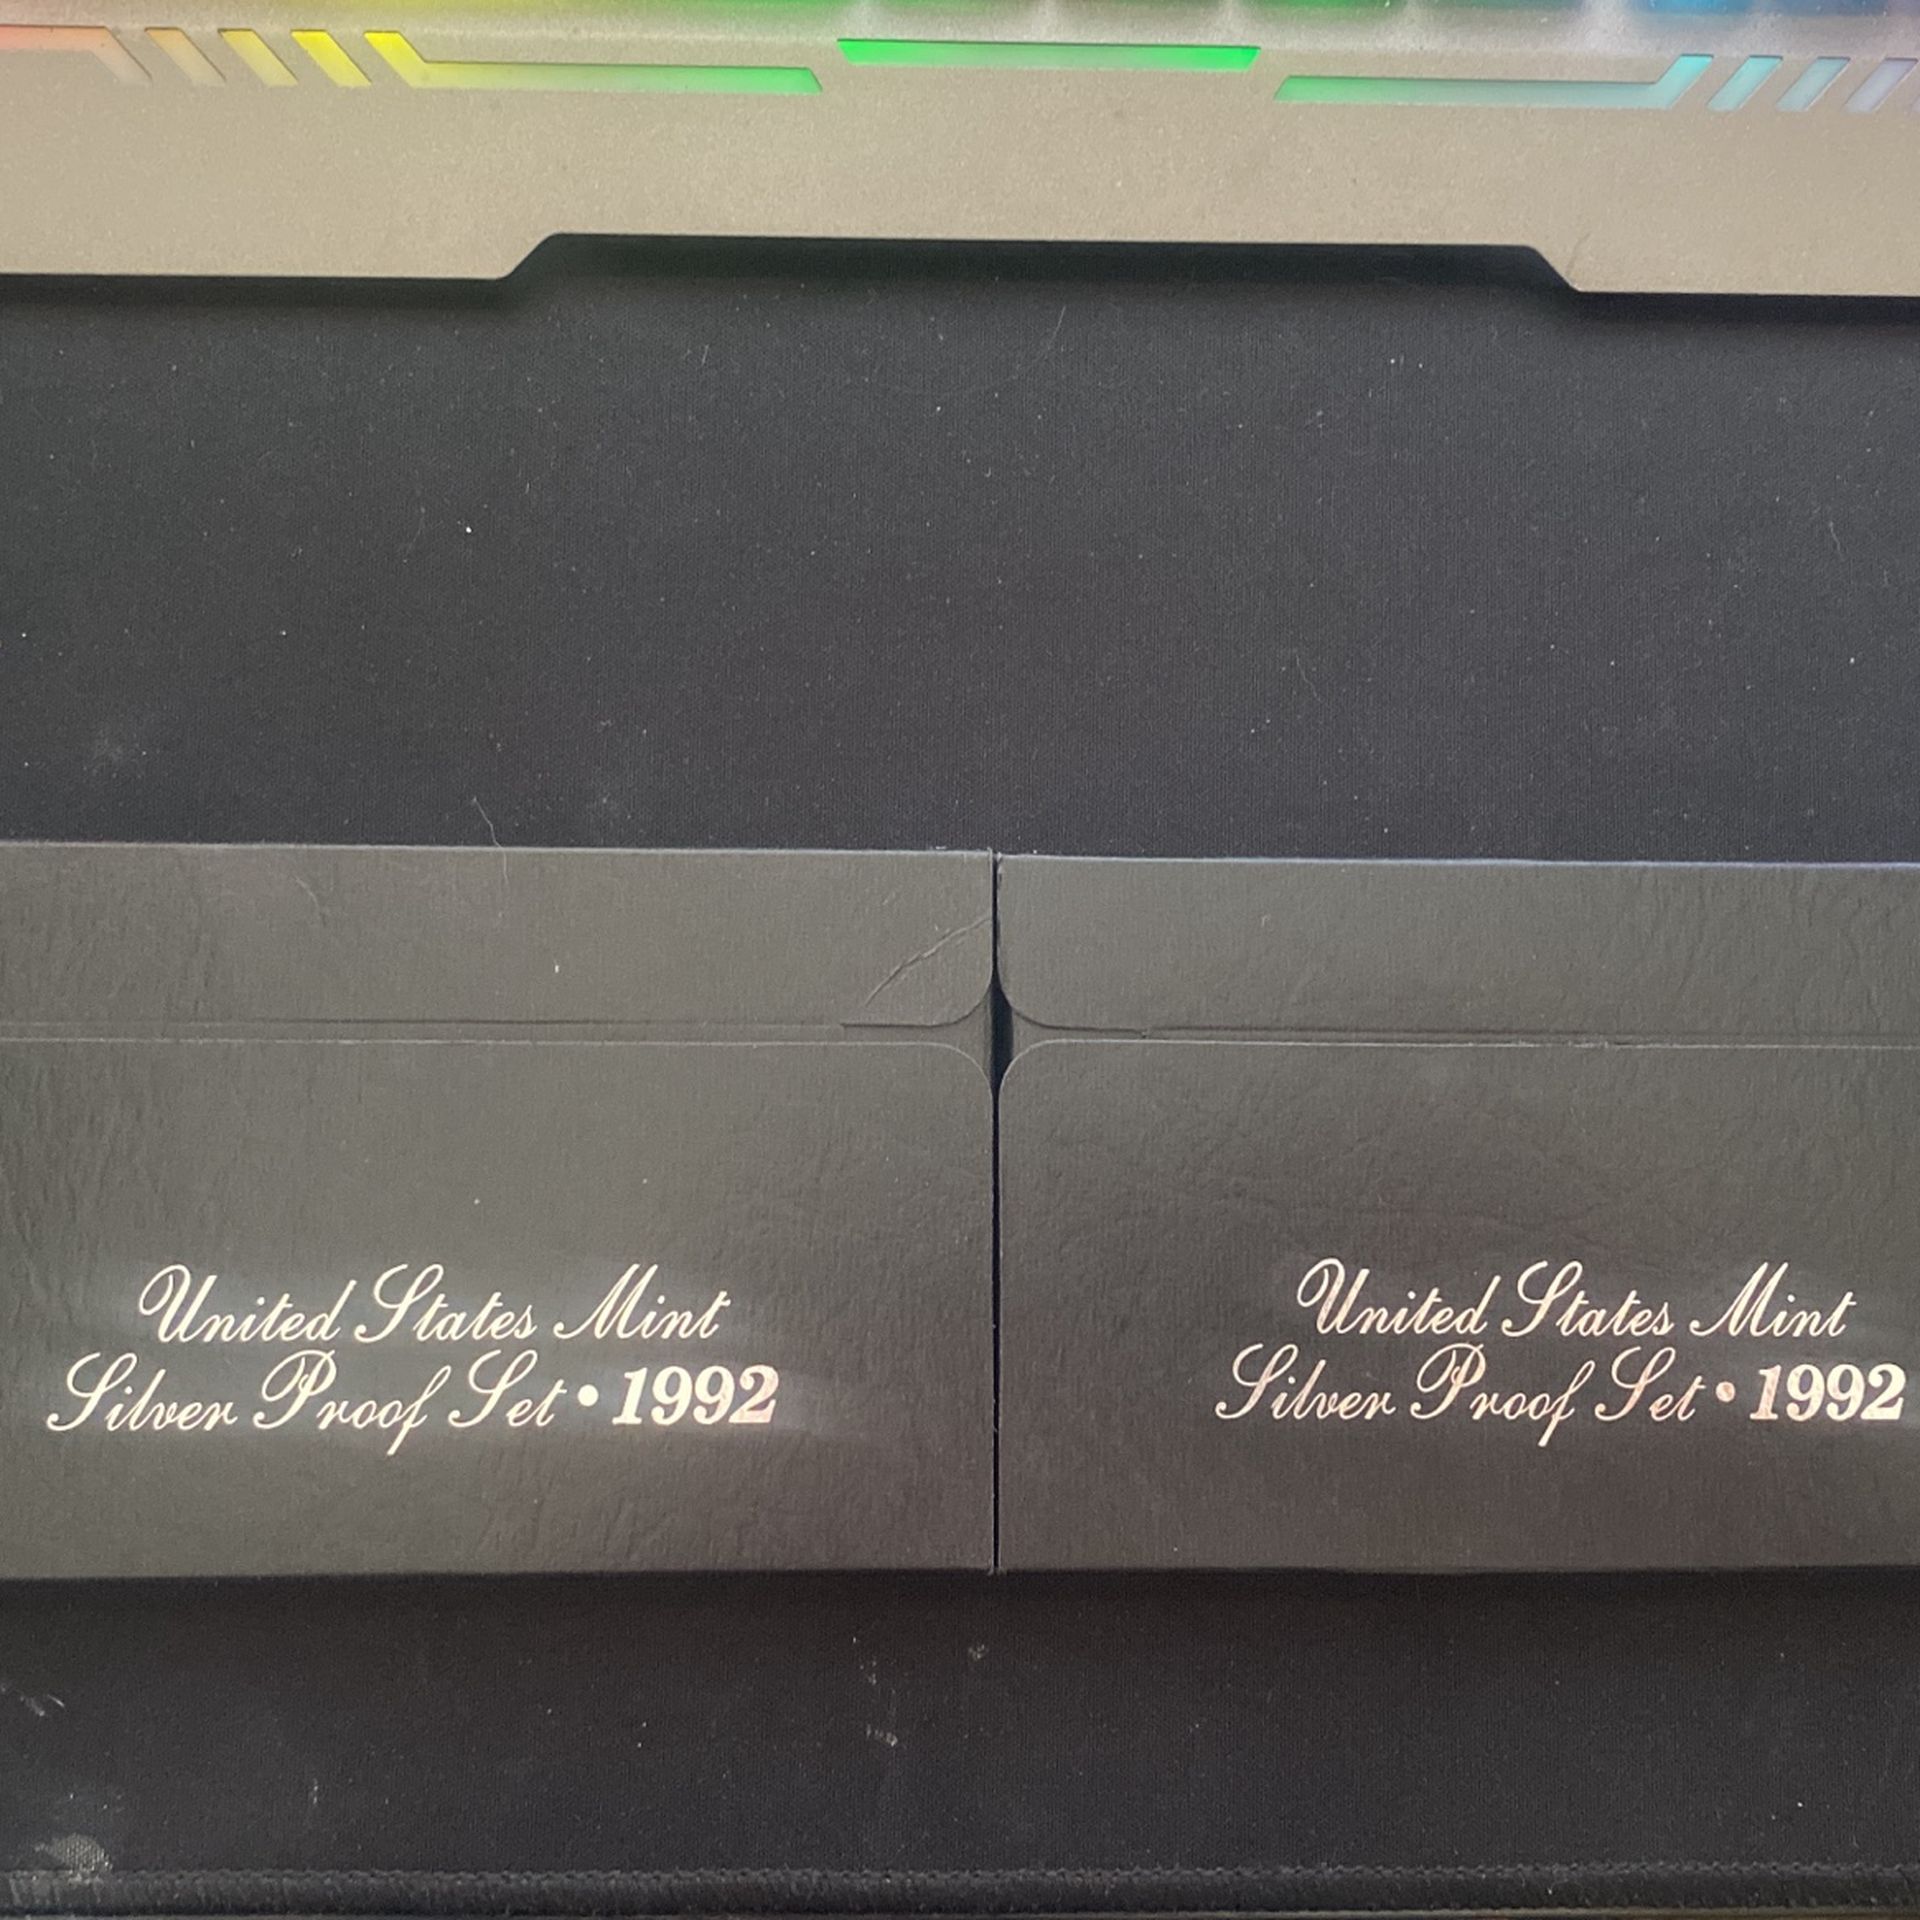 United States Mint
Silver Proof Set • 1992
United States Mint
Silver Proof Set • 1992